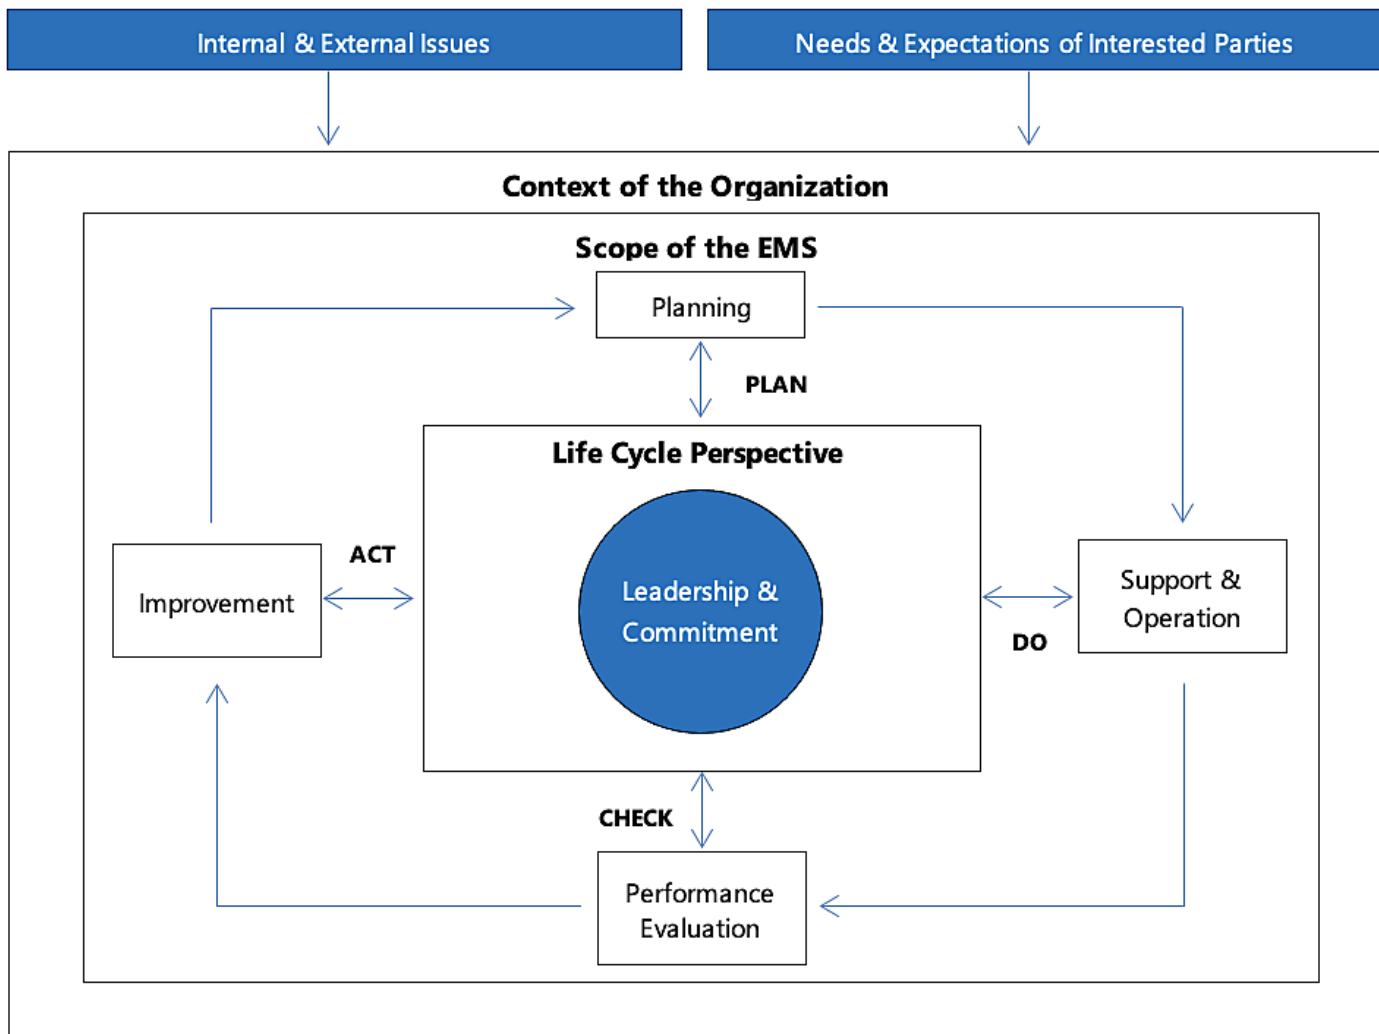 Internal & External Issues
Needs & Expectations of Interested Parties
Context of the Organization
Scope of the EMS
Planning
PLAN
Life Cycle Perspective
ACT
Improvement
Leadership &
Commitment
Support &
Operation
DO
CHECK
Performance
Evaluation